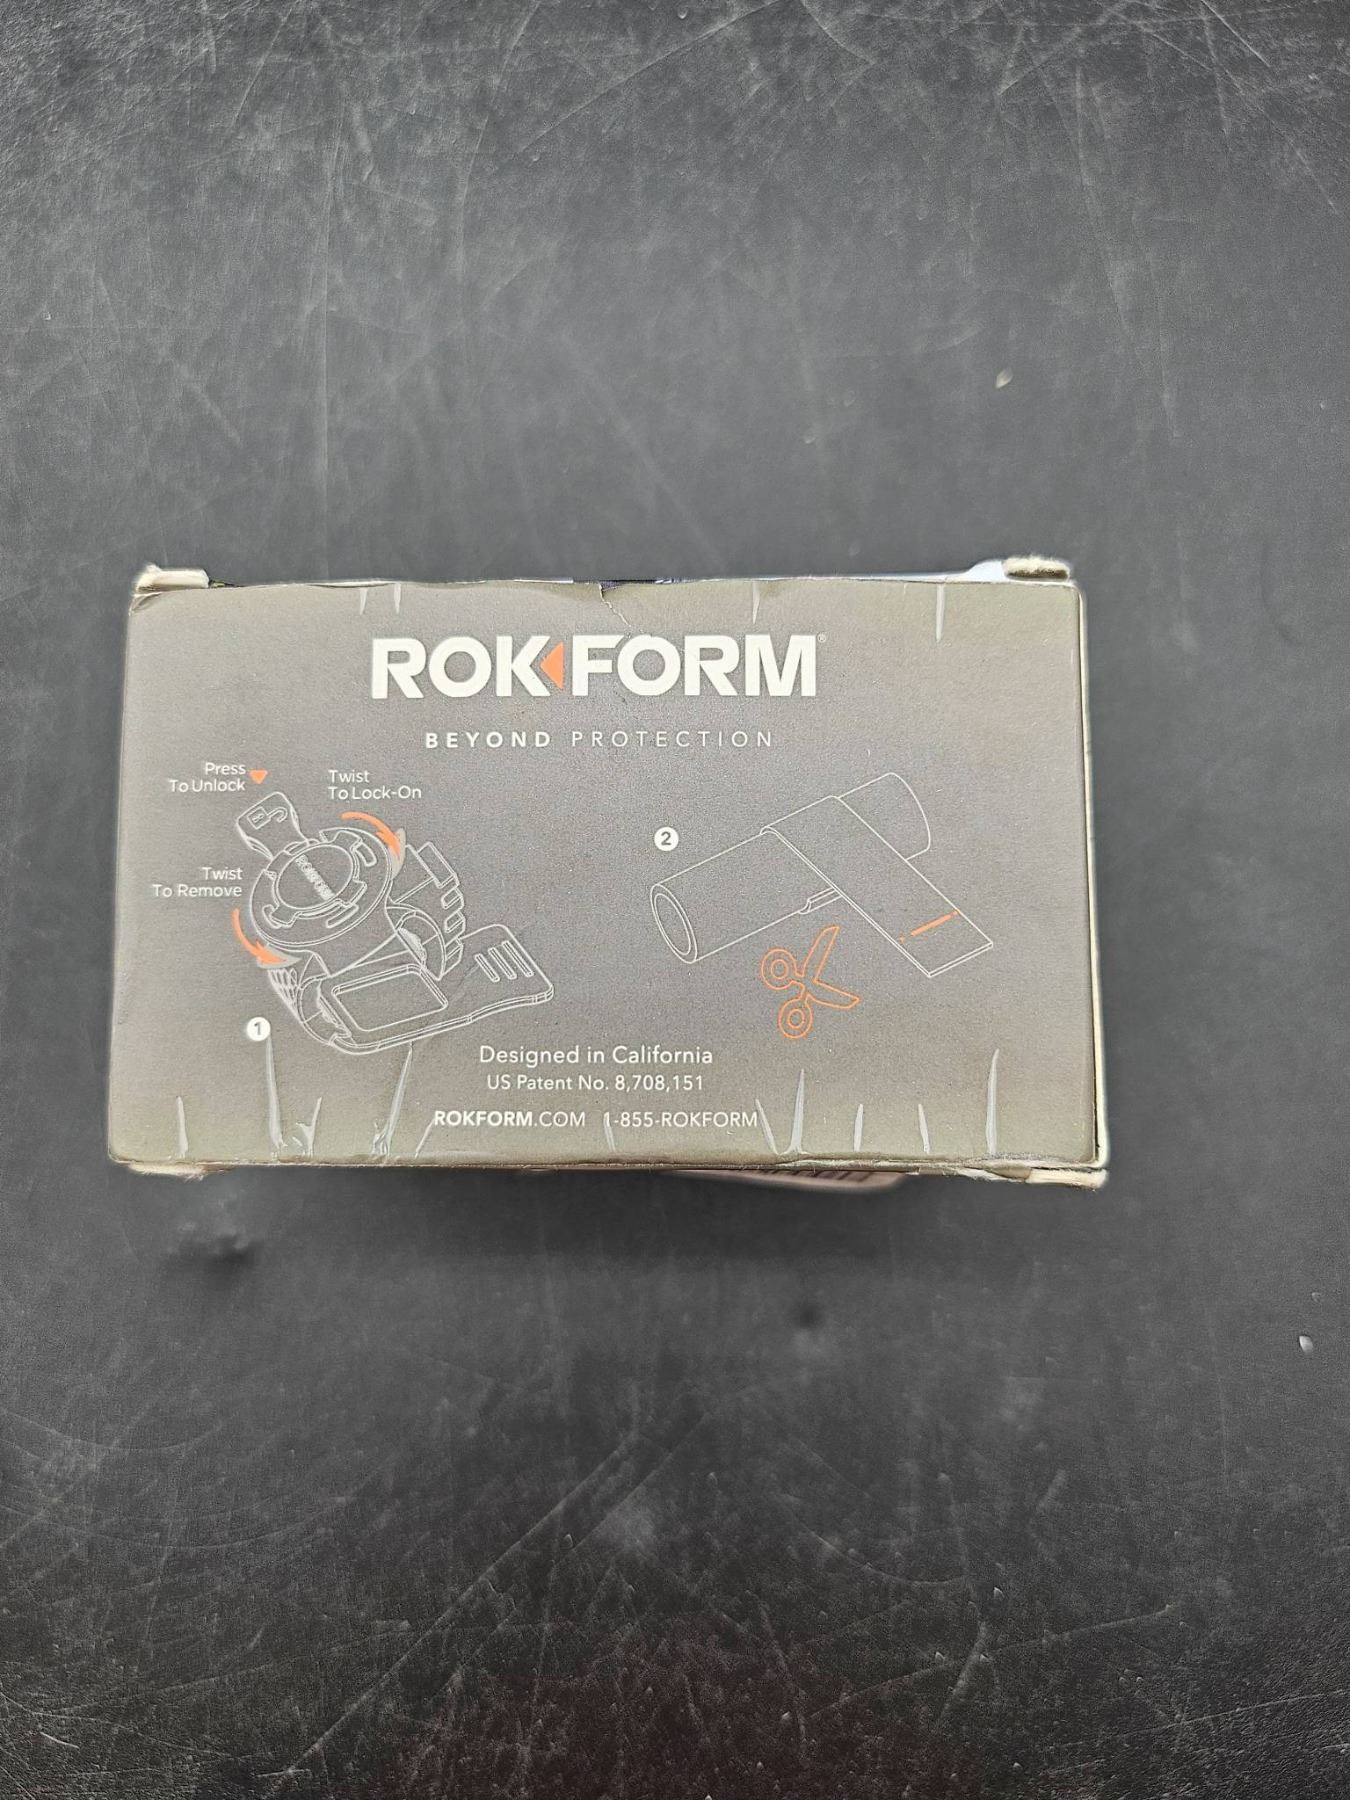 ROKFORM®
BEYOND PROTECTION
Press
To Unlock
Twist
To Lock-On
Twist
To Remove
ROKFORM
1
2
Designed in California
US Patent No. 8,708,151
ROKFORM.COM 1-855-ROKFORM